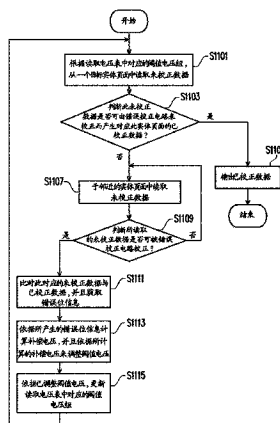 开始
S1101
依据读取电压表中对应的阈值电压组，
从一个目标实体页面中读取未校正数据
S1103
判断此未校正
数据是否可由错误校正电路来
校正而产生对应此实体页面的已
校正数据？
是
否
S110
输出已校正数据
结束
S1107
于邻近的实体页面中读取
未校正数据
S1109
判断所读取
的未校正数据是否可被错误
校正电路校正？
是
否
S1111
比对此对应的未校正数据与
已校正数据，并且获取
错误位信息
S1113
依据所产生的错误位信息计
算补偿电压，并且依据所计
算的补偿电压来调整阈值电
压
S1115
依据已调整阈值电压，更新
读取电压表中对应的阈值
电压组